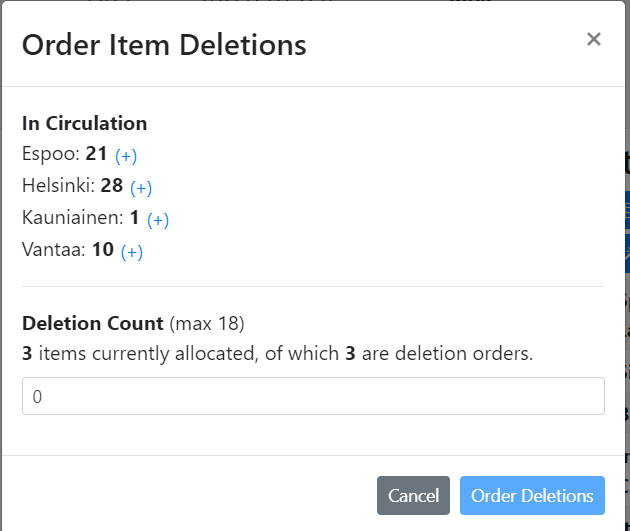 Order Item Deletions ×
In Circulation
Espoo: 21 (+)
Helsinki: 28 (+)
Kauniainen: 1 (+)
Vantaa: 10 (+)
Deletion Count (max 18)
3 items currently allocated, of which 3 are deletion orders.
0
Cancel Order Deletions